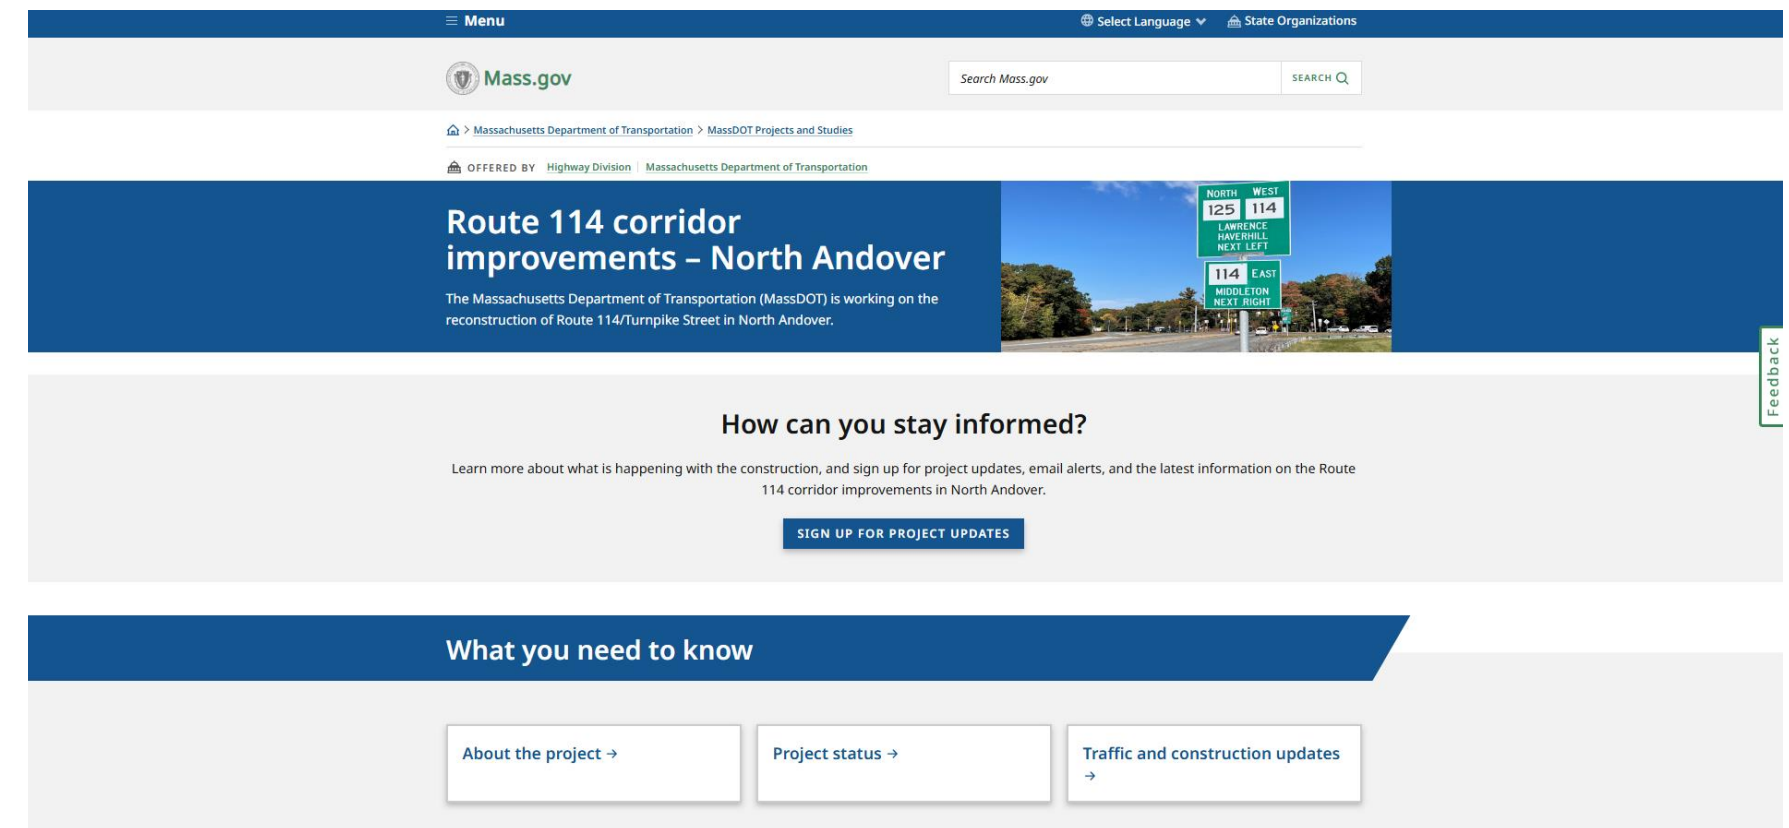 Menu
Select Language
State Organizations
Mass.gov
Search Mass.gov
SEARCH
Massachusetts Department of Transportation > MassDOT Projects and Studies
OFFERED BY Highway Division | Massachusetts Department of Transportation
Route 114 corridor
improvements – North Andover
The Massachusetts Department of Transportation (MassDOT) is working on the
reconstruction of Route 114/Turnpike Street in North Andover.
NORTH WEST
125 114
LAWRENCE
HAVERHILL
NEXT LEFT
114 EAST
MIDDLETON
NEXT RIGHT
Feedback
How can you stay informed?
Learn more about what is happening with the construction, and sign up for project updates, email alerts, and the latest information on the Route
114 corridor improvements in North Andover.
SIGN UP FOR PROJECT UPDATES
What you need to know
About the project →
Project status →
Traffic and construction updates
→